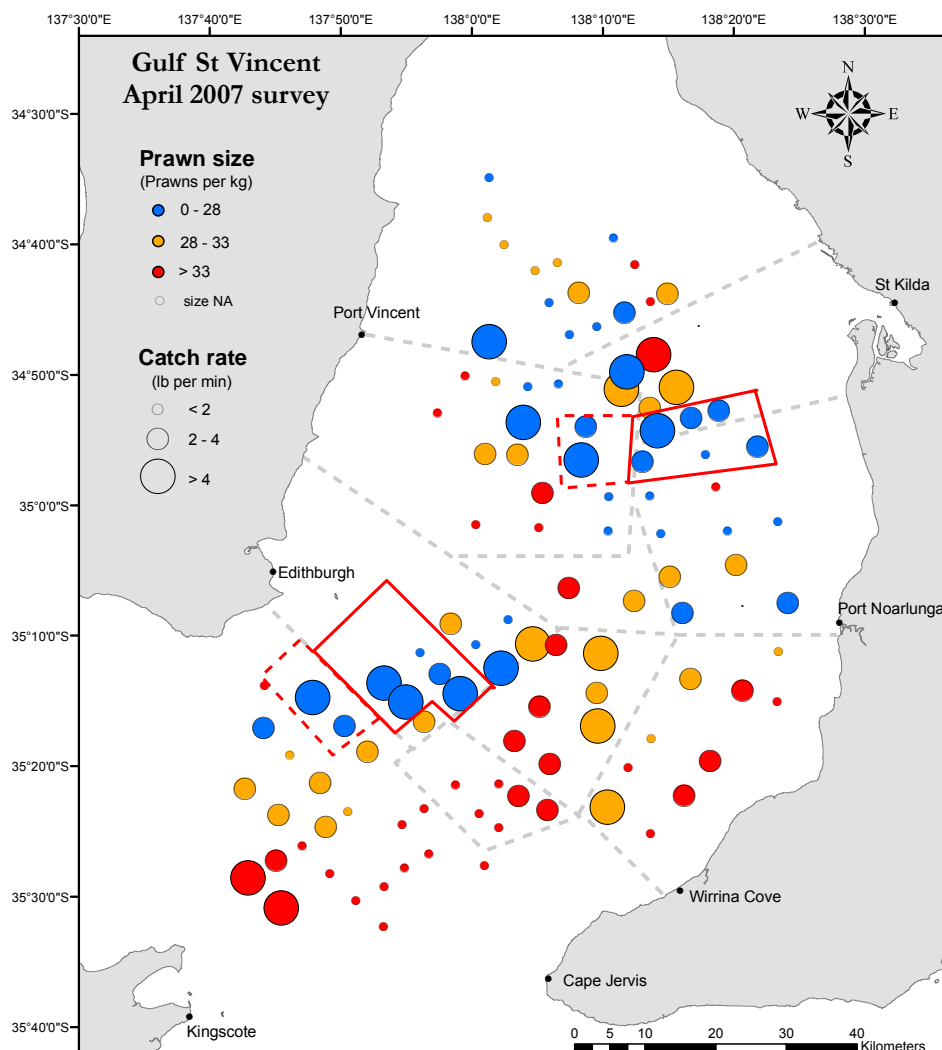 137°30'0"E 137°40'0"E 137°50'0"E 138°0'0"E 138°10'0"E 138°20'0"E 138°30'0"E
Gulf St Vincent
April 2007 survey
N
W E
S
34°30'0"S
Prawn size
(Prawns per kg)
0 - 28
28 - 33
> 33
size NA
34°40'0"S
St Kilda
Port Vincent
Catch rate
(lb per min)
< 2
2 - 4
> 4
34°50'0"S
35°0'0"S
Edithburgh
Port Noarlunga
35°10'0"S
35°20'0"S
35°30'0"S
Wirrina Cove
Cape Jervis
Kingscote
35°40'0"S
0 5 10 20 30 40
Kilometers